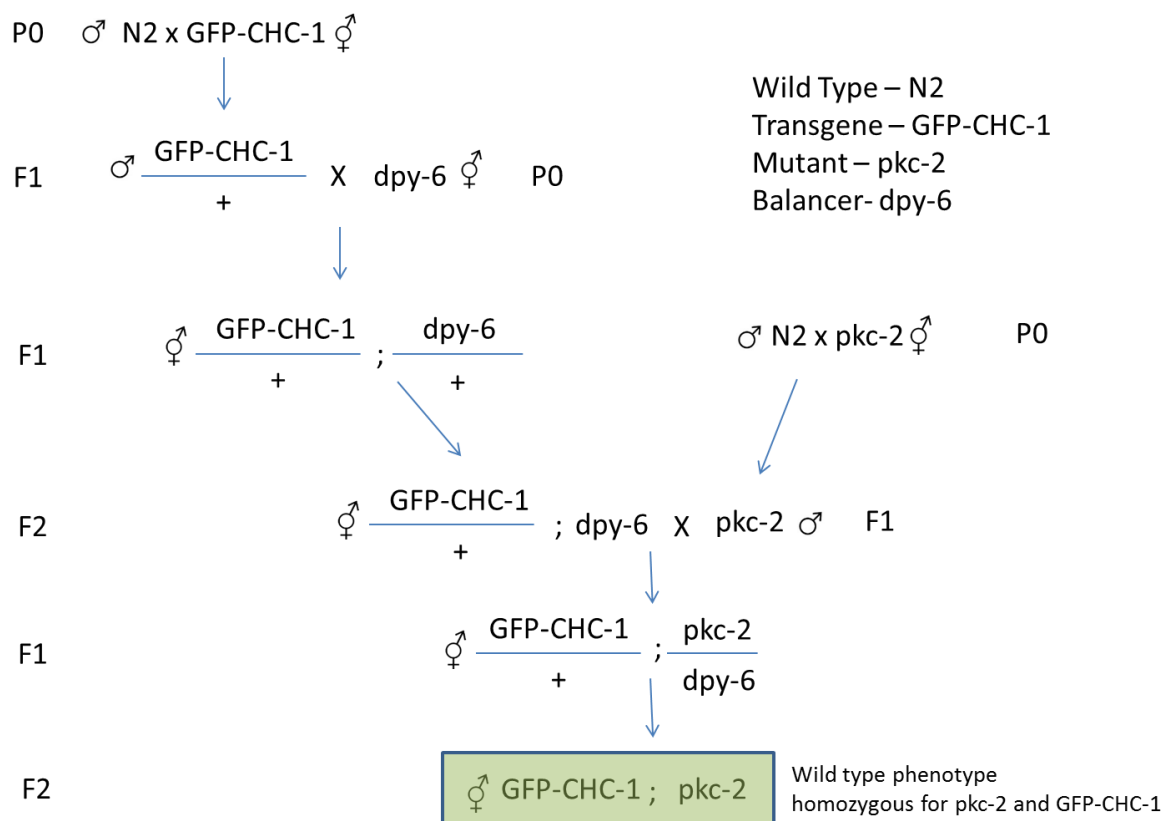 P0 ♂ N2 x GFP-CHC-1 ⚥
Wild Type – N2
Transgene – GFP-CHC-1
Mutant – pkc-2
Balancer- dpy-6
F1 ♂ GFP-CHC-1 X dpy-6 ⚥ P0
+
F1 ⚥ GFP-CHC-1 ; dpy-6
+ +
♂ N2 x pkc-2 ⚥ P0
F2 ⚥ GFP-CHC-1 ; dpy-6 X pkc-2 ♂ F1
+
F1 ⚥ GFP-CHC-1 ; pkc-2
+ dpy-6
F2 ⚥ GFP-CHC-1 ; pkc-2
Wild type phenotype
homozygous for pkc-2 and GFP-CHC-1